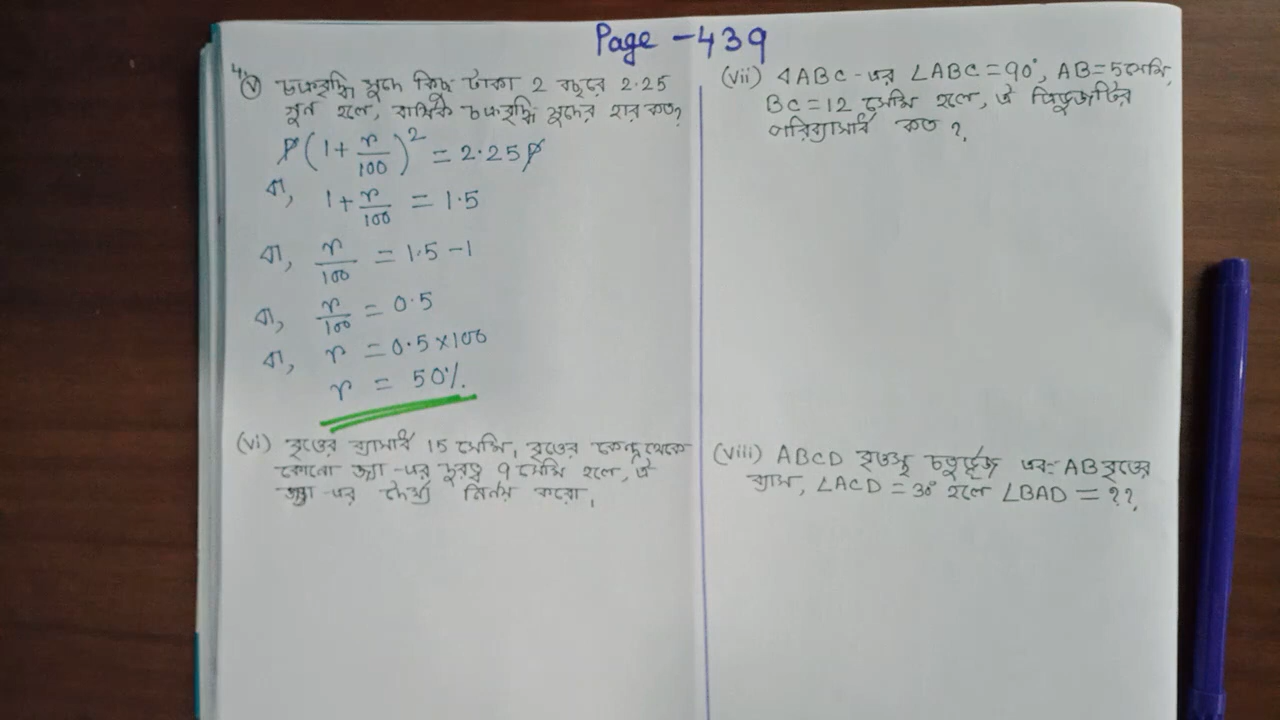 Page - 439
4. (v) চক্রবৃদ্ধি সুদে কিছু টাকা 2 বছরে 2.25
গুন হলে, বার্ষিক চক্রবৃদ্ধি সুদের হার কত?
P(1+r/100)^2 = 2.25P
বা, 1+r/100 = 1.5
বা, r/100 = 1.5 - 1
বা, r/100 = 0.5
বা, r = 0.5×100
r = 50%.
(vi) বৃত্তের ব্যাসার্ধ 15 সেমি, বৃত্তের কেন্দ্র থেকে
কোনো জ্যা -এর দুরত্ব 9 সেমি হলে, ঐ
জ্যা -এর দৈর্ঘ্য নির্ণয় করো।
(vii) ΔABC -এর ∠ABC = 90°, AB = 5 সেমি,
BC = 12 সেমি হলে, ঐ ত্রিভুজটির
পরিব্যাসার্ধ কত?
(viii) ABCD বৃত্তস্থ চতুর্ভুজ এবং AB বৃত্তের
ব্যাস, ∠ACD = 30° হলে ∠BAD = ??